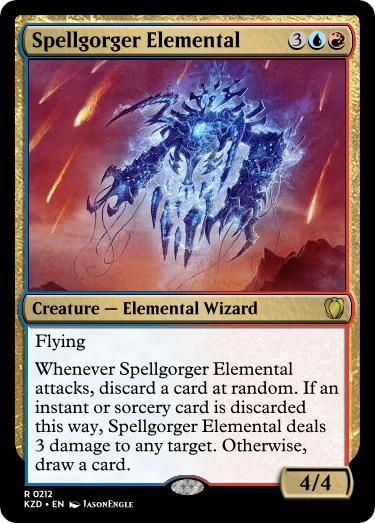 Spellgorger Elemental 3
Creature — Elemental Wizard
Flying
Whenever Spellgorger Elemental
attacks, discard a card at random. If an
instant or sorcery card is discarded
this way, Spellgorger Elemental deals
3 damage to any target. Otherwise,
draw a card.
4/4
R 0212
KZD • EN JasonEngle